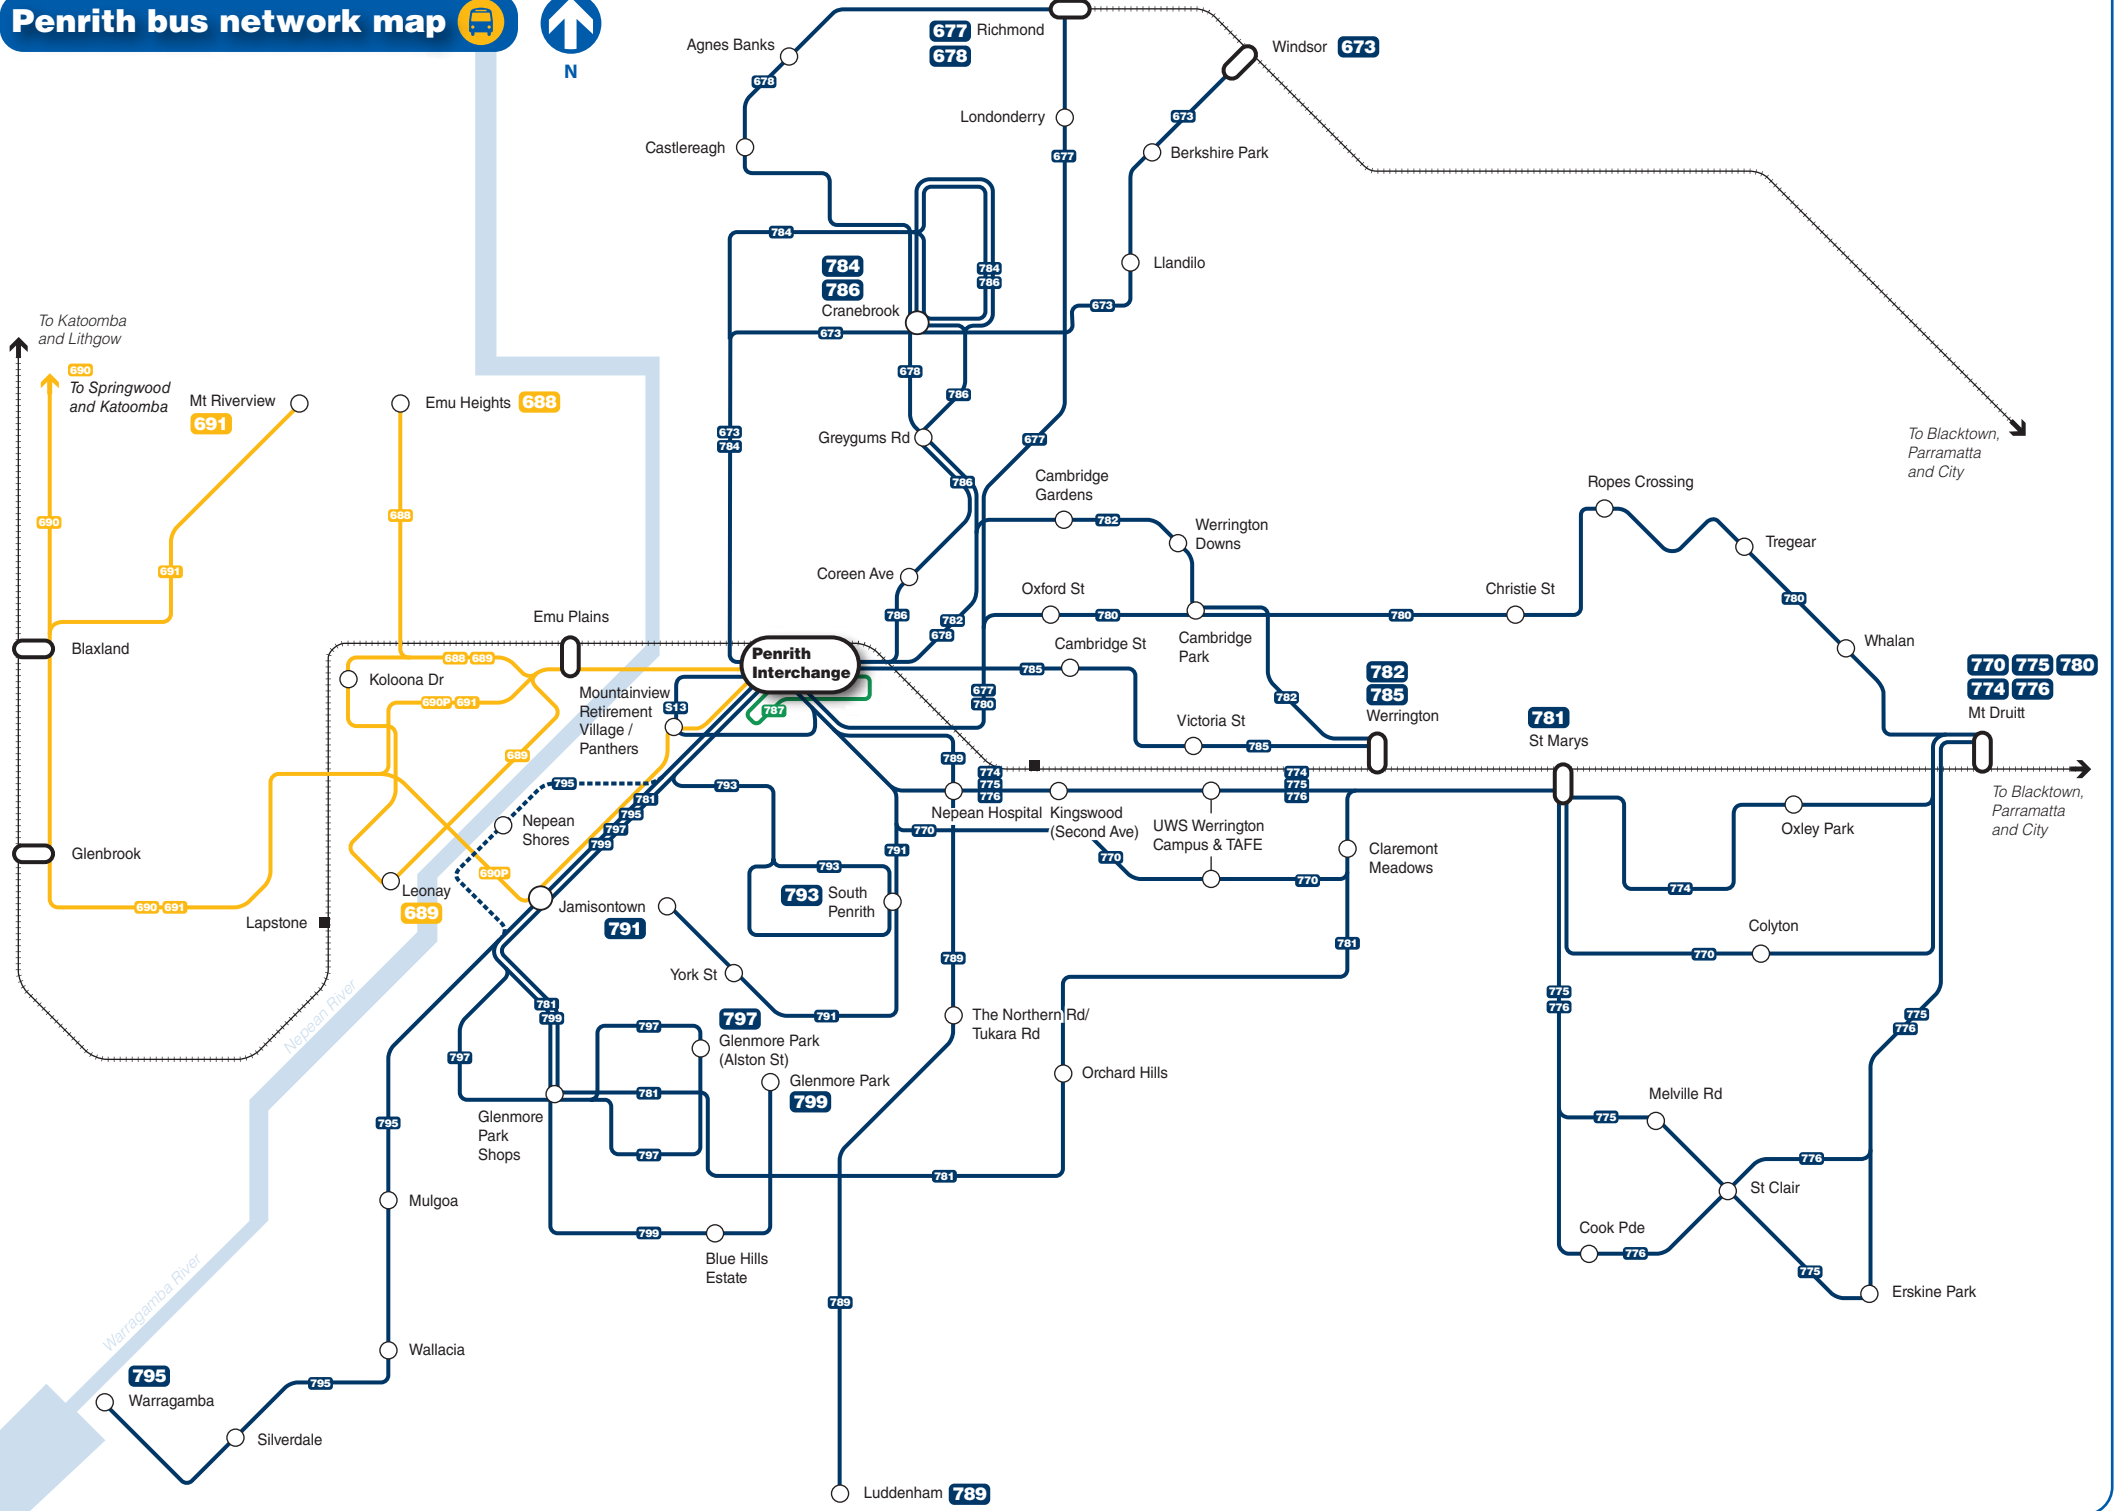 Penrith bus network map
N
677
678
Richmond
Windsor
673
Agnes Banks
678
Londonderry
673
Castlereagh
677
Berkshire Park
784
784
786
Cranebrook
784
786
Llandilo
673
673
To Katoomba
and Lithgow
690
To Springwood
and Katoomba
Mt Riverview
691
Emu Heights
688
678
786
673
784
Greygums Rd
677
To Blacktown,
Parramatta
and City
690
688
691
786
Cambridge
Gardens
782
Werrington
Downs
Ropes Crossing
Tregear
Coreen Ave
Oxford St
780
780
Christie St
780
Emu Plains
786
782
678
Cambridge St
Cambridge
Park
Whalan
Blaxland
688
689
Koloona Dr
690P
691
Penrith
Interchange
785
782
785
Werrington
770
775
780
774
776
Mt Druitt
Mountainview
Retirement
Village /
Panthers
S13
787
677
780
782
Victoria St
785
781
St Marys
689
789
774
775
776
774
775
776
795
793
781
795
797
799
Nepean
Shores
Nepean Hospital
Kingswood
(Second Ave)
UWS Werrington
Campus & TAFE
770
770
770
Claremont
Meadows
Oxley Park
To Blacktown,
Parramatta
and City
Glenbrook
690P
791
793
793
South
Penrith
774
Leonay
689
690
691
Lapstone
Jamisontown
791
Colyton
770
781
789
York St
775
776
775
776
Nepean River
781
799
791
797
797
Glenmore Park
(Alston St)
The Northern Rd/
Tukara Rd
797
Glenmore Park
799
781
Orchard Hills
Glenmore
Park
Shops
795
797
781
Melville Rd
775
776
St Clair
Mulgoa
799
Blue Hills
Estate
Cook Pde
776
775
Erskine Park
789
Warragamba River
Wallacia
795
795
Warragamba
Silverdale
Luddenham
789